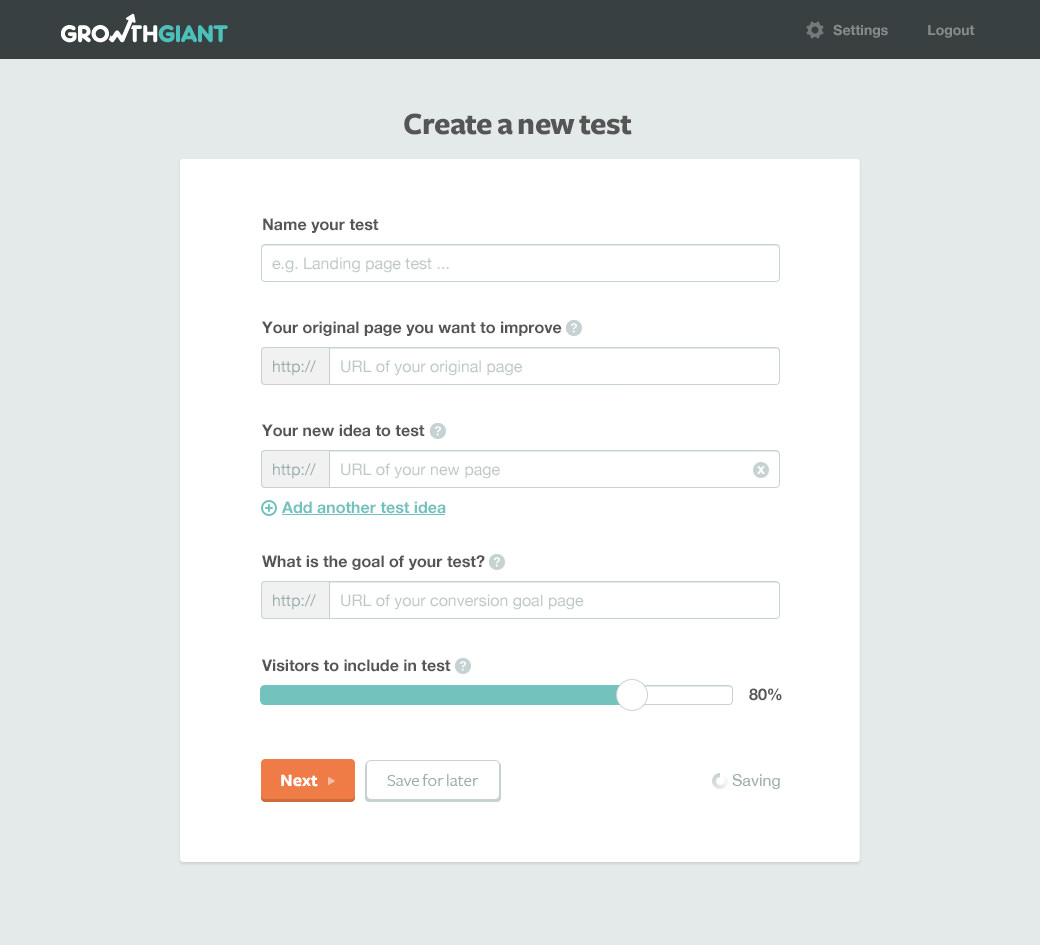 GROWTHGIANT
Settings
Logout
Create a new test
Name your test
e.g. Landing page test ...
Your original page you want to improve ?
http:// URL of your original page
Your new idea to test ?
http:// URL of your new page x
Add another test idea
What is the goal of your test? ?
http:// URL of your conversion goal page
Visitors to include in test ?
80%
Next
Save for later
Saving